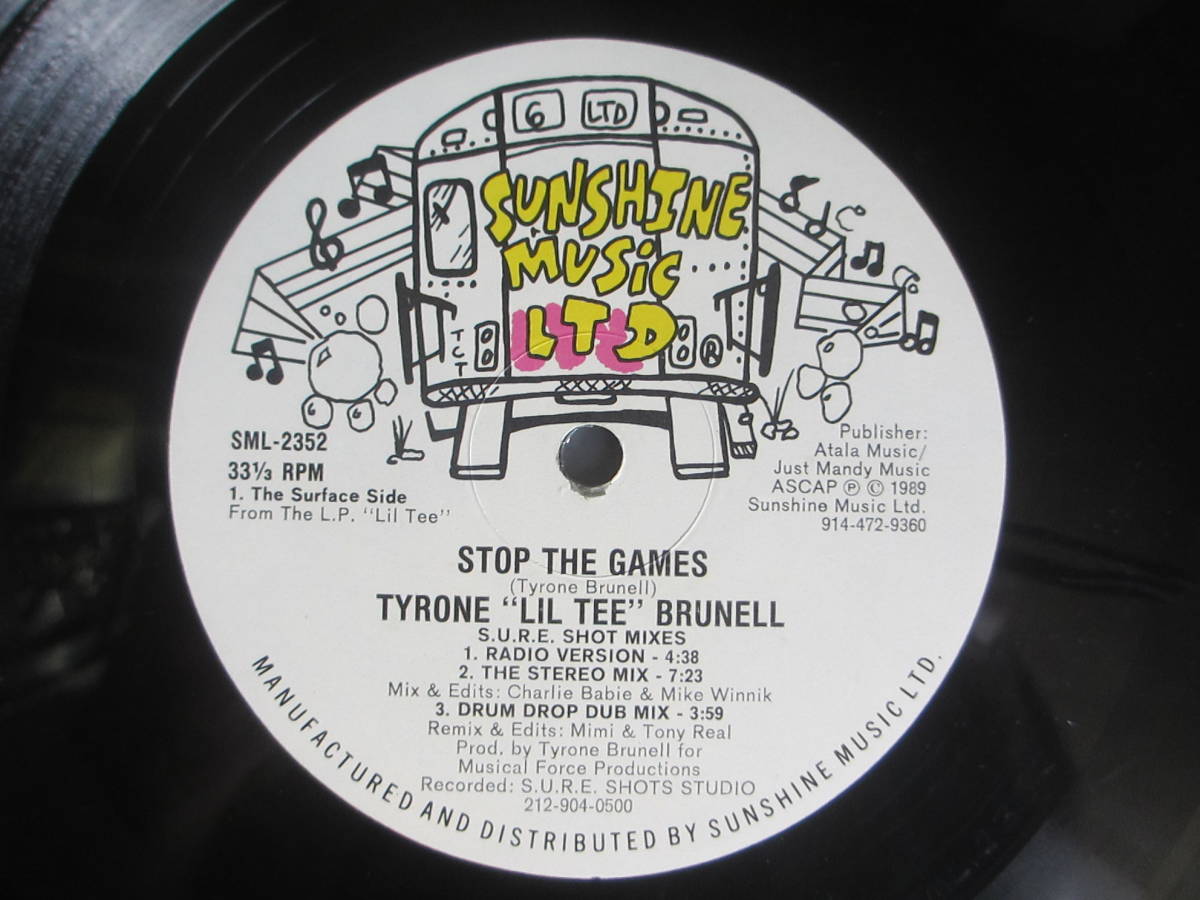 6 LTD
SUNSHINE
MUSIC
LTD
TCT
®
SML-2352
33⅓ RPM
1. The Surface Side
From The L.P. "Lil Tee"
Publisher:
Atala Music/
Just Mandy Music
ASCAP ℗ © 1989
Sunshine Music Ltd.
914-472-9360
STOP THE GAMES
(Tyrone Brunell)
TYRONE "LIL TEE" BRUNELL
S.U.R.E. SHOT MIXES
1. RADIO VERSION - 4:38
2. THE STEREO MIX - 7:23
Mix & Edits: Charlie Babie & Mike Winnik
3. DRUM DROP DUB MIX - 3:59
Remix & Edits: Mimi & Tony Real
Prod. by Tyrone Brunell for
Musical Force Productions
Recorded: S.U.R.E. SHOTS STUDIO
212-904-0500
MANUFACTURED AND DISTRIBUTED BY SUNSHINE MUSIC LTD.